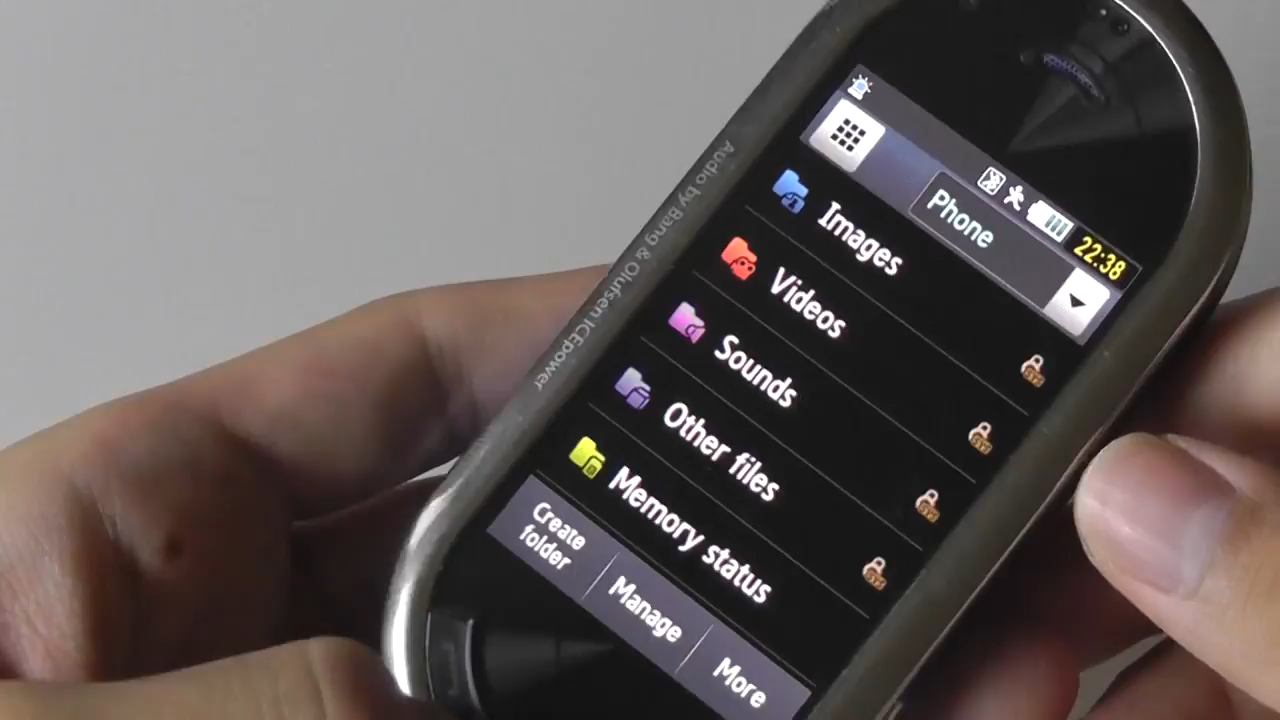 22:38
Phone
Images
Videos
Sounds
Other files
Memory status
Create
folder
Manage
More
Audio by Bang & Olufsen ICEpower